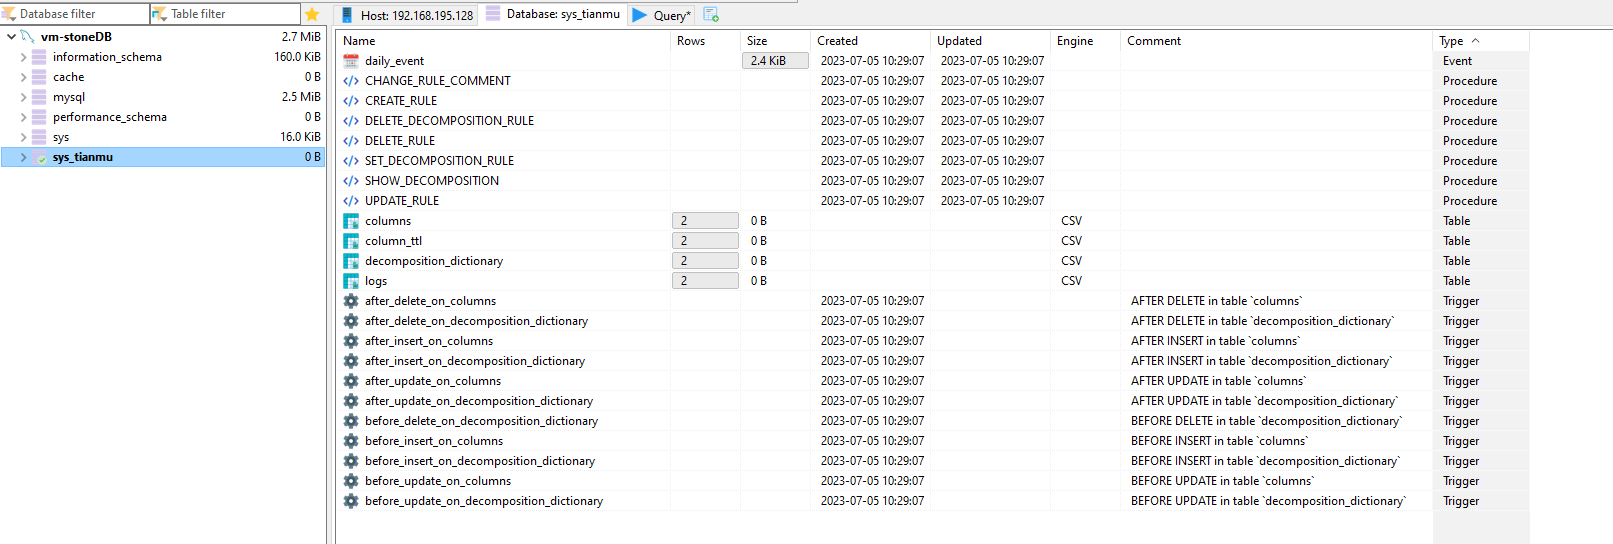 Database filter Table filter Host: 192.168.195.128 Database: sys_tianmu Query*
vm-stoneDB 2.7 MiB
information_schema 160.0 KiB
cache 0 B
mysql 2.5 MiB
performance_schema 0 B
sys 16.0 KiB
sys_tianmu 0 B
Name Rows Size Created Updated Engine Comment Type
daily_event 2.4 KiB 2023-07-05 10:29:07 2023-07-05 10:29:07 Event
CHANGE_RULE_COMMENT 2023-07-05 10:29:07 2023-07-05 10:29:07 Procedure
CREATE_RULE 2023-07-05 10:29:07 2023-07-05 10:29:07 Procedure
DELETE_DECOMPOSITION_RULE 2023-07-05 10:29:07 2023-07-05 10:29:07 Procedure
DELETE_RULE 2023-07-05 10:29:07 2023-07-05 10:29:07 Procedure
SET_DECOMPOSITION_RULE 2023-07-05 10:29:07 2023-07-05 10:29:07 Procedure
SHOW_DECOMPOSITION 2023-07-05 10:29:07 2023-07-05 10:29:07 Procedure
UPDATE_RULE 2023-07-05 10:29:07 2023-07-05 10:29:07 Procedure
columns 2 0 B CSV Table
column_ttl 2 0 B CSV Table
decomposition_dictionary 2 0 B CSV Table
logs 2 0 B CSV Table
after_delete_on_columns 2023-07-05 10:29:07 AFTER DELETE in table `columns` Trigger
after_delete_on_decomposition_dictionary 2023-07-05 10:29:07 AFTER DELETE in table `decomposition_dictionary` Trigger
after_insert_on_columns 2023-07-05 10:29:07 AFTER INSERT in table `columns` Trigger
after_insert_on_decomposition_dictionary 2023-07-05 10:29:07 AFTER INSERT in table `decomposition_dictionary` Trigger
after_update_on_columns 2023-07-05 10:29:07 AFTER UPDATE in table `columns` Trigger
after_update_on_decomposition_dictionary 2023-07-05 10:29:07 AFTER UPDATE in table `decomposition_dictionary` Trigger
before_delete_on_decomposition_dictionary 2023-07-05 10:29:07 BEFORE DELETE in table `decomposition_dictionary` Trigger
before_insert_on_columns 2023-07-05 10:29:07 BEFORE INSERT in table `columns` Trigger
before_insert_on_decomposition_dictionary 2023-07-05 10:29:07 BEFORE INSERT in table `decomposition_dictionary` Trigger
before_update_on_columns 2023-07-05 10:29:07 BEFORE UPDATE in table `columns` Trigger
before_update_on_decomposition_dictionary 2023-07-05 10:29:07 BEFORE UPDATE in table `decomposition_dictionary` Trigger